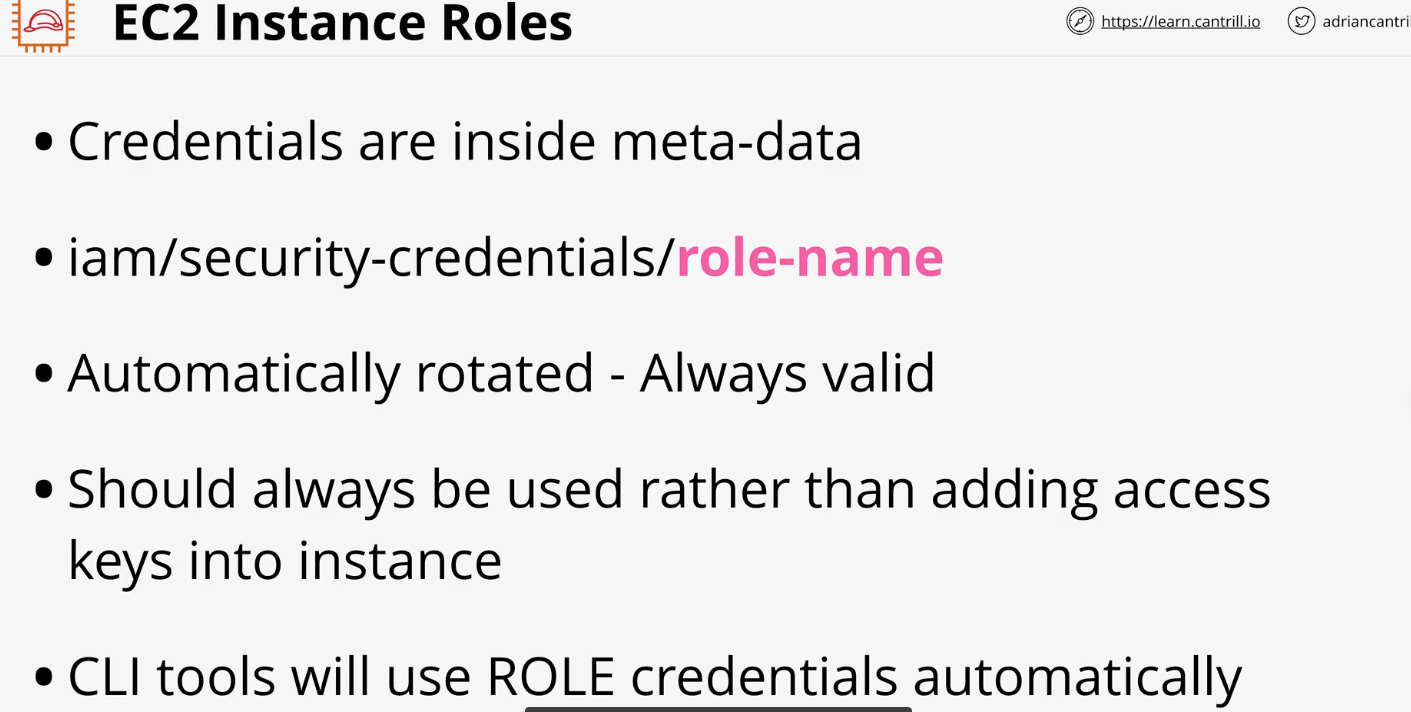 EC2 Instance Roles
https://learn.cantrill.io
adriancantri
• Credentials are inside meta-data
• iam/security-credentials/role-name
• Automatically rotated - Always valid
• Should always be used rather than adding access
keys into instance
• CLI tools will use ROLE credentials automatically